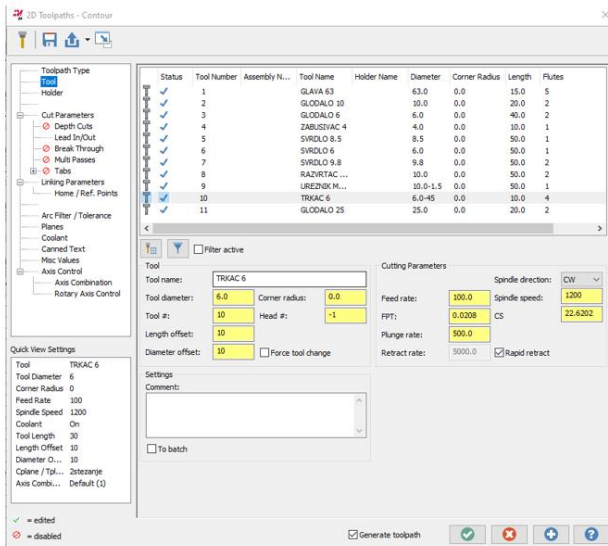 2D Toolpaths - Contour
Toolpath Type
Tool
Holder
Cut Parameters
Depth Cuts
Lead In/Out
Break Through
Multi Passes
Tabs
Linking Parameters
Home / Ref. Points
Arc Filter / Tolerance
Planes
Coolant
Canned Text
Misc Values
Axis Control
Axis Combination
Rotary Axis Control
Quick View Settings
Tool TRKAC 6
Tool Diameter 6
Corner Radius 0
Feed Rate 100
Spindle Speed 1200
Coolant On
Tool Length 30
Length Offset 10
Diameter O... 10
Cplane / Tpl... 2stezanje
Axis Combi... Default (1)
= edited
= disabled
Status Tool Number Assembly N... Tool Name Holder Name Diameter Corner Radius Length Flutes
1 GLAVA 63 63.0 0.0 15.0 5
2 GLODALO 10 10.0 0.0 20.0 2
3 GLODALO 6 6.0 0.0 40.0 2
4 ZABUSIVAC 4 4.0 0.0 10.0 1
5 SVRDLO 8.5 8.5 0.0 50.0 1
6 SVRDLO 6 6.0 0.0 50.0 1
7 SVRDLO 9.8 9.8 0.0 50.0 2
8 RAZVRTAC ... 10.0 0.0 50.0 2
9 UREZNIK M... 10.0-1.5 0.0 50.0 1
10 TRKAC 6 6.0-45 0.0 10.0 4
11 GLODALO 25 25.0 0.0 20.0 2
Filter active
Tool
Tool name: TRKAC 6
Tool diameter: 6.0 Corner radius: 0.0
Tool #: 10 Head #: -1
Length offset: 10
Diameter offset: 10 Force tool change
Cutting Parameters
Spindle direction: CW
Feed rate: 100.0 Spindle speed: 1200
FPT: 0.0208 CS 22.6202
Plunge rate: 500.0
Retract rate: 5000.0 Rapid retract
Settings
Comment:
To batch
Generate toolpath